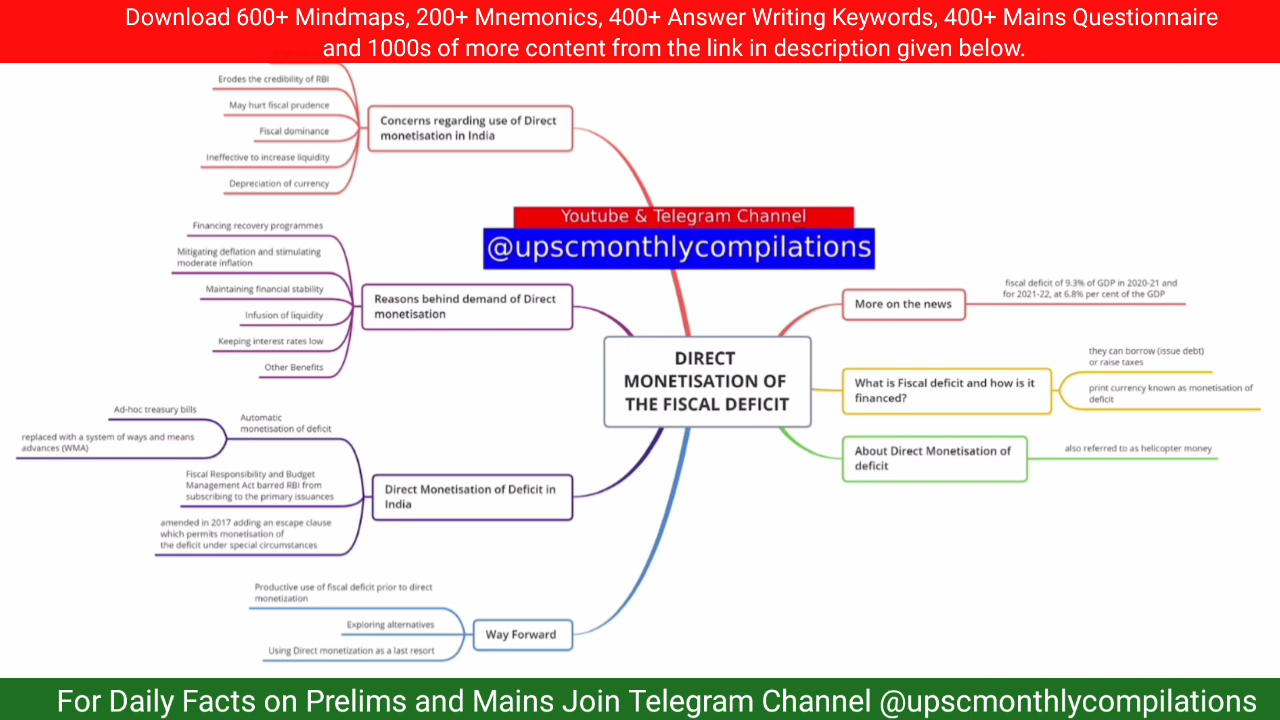 Download 600+ Mindmaps, 200+ Mnemonics, 400+ Answer Writing Keywords, 400+ Mains Questionnaire
and 1000s of more content from the link in description given below.
Erodes the credibility of RBI
May hurt fiscal prudence
Fiscal dominance
Ineffective to increase liquidity
Depreciation of currency
Concerns regarding use of Direct
monetisation in India
Youtube & Telegram Channel
@upscmonthlycompilations
Financing recovery programmes
Mitigating deflation and stimulating
moderate inflation
Maintaining financial stability
Infusion of liquidity
Keeping interest rates low
Other Benefits
Reasons behind demand of Direct
monetisation
DIRECT
MONETISATION OF
THE FISCAL DEFICIT
More on the news
fiscal deficit of 9.3% of GDP in 2020-21 and
for 2021-22, at 6.8% per cent of the GDP
What is Fiscal deficit and how is it
financed?
they can borrow (issue debt)
or raise taxes
print currency known as monetisation of
deficit
About Direct Monetisation of
deficit
also referred to as helicopter money
Ad-hoc treasury bills
replaced with a system of ways and means
advances (WMA)
Automatic
monetisation of deficit
Fiscal Responsibility and Budget
Management Act barred RBI from
subscribing to the primary issuances
amended in 2017 adding an escape clause
which permits monetisation of
the deficit under special circumstances
Direct Monetisation of Deficit in
India
Productive use of fiscal deficit prior to direct
monetization
Exploring alternatives
Using Direct monetization as a last resort
Way Forward
For Daily Facts on Prelims and Mains Join Telegram Channel @upscmonthlycompilations